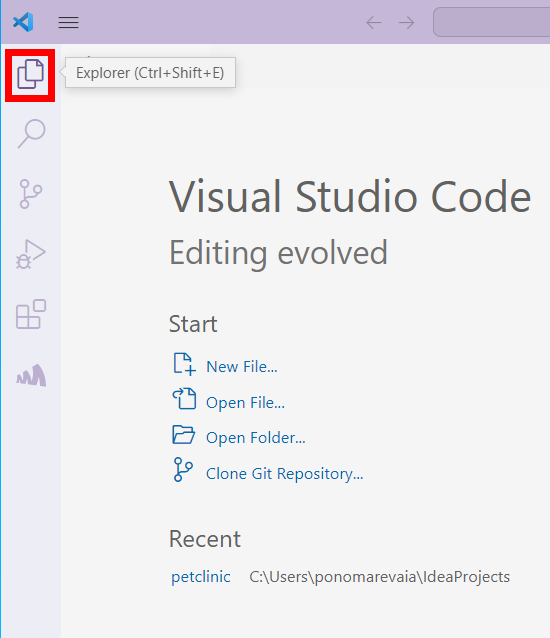 Explorer (Ctrl+Shift+E)
Visual Studio Code
Editing evolved
Start
New File...
Open File...
Open Folder...
Clone Git Repository...
Recent
petclinic C:\Users\ponomarevaia\IdeaProjects